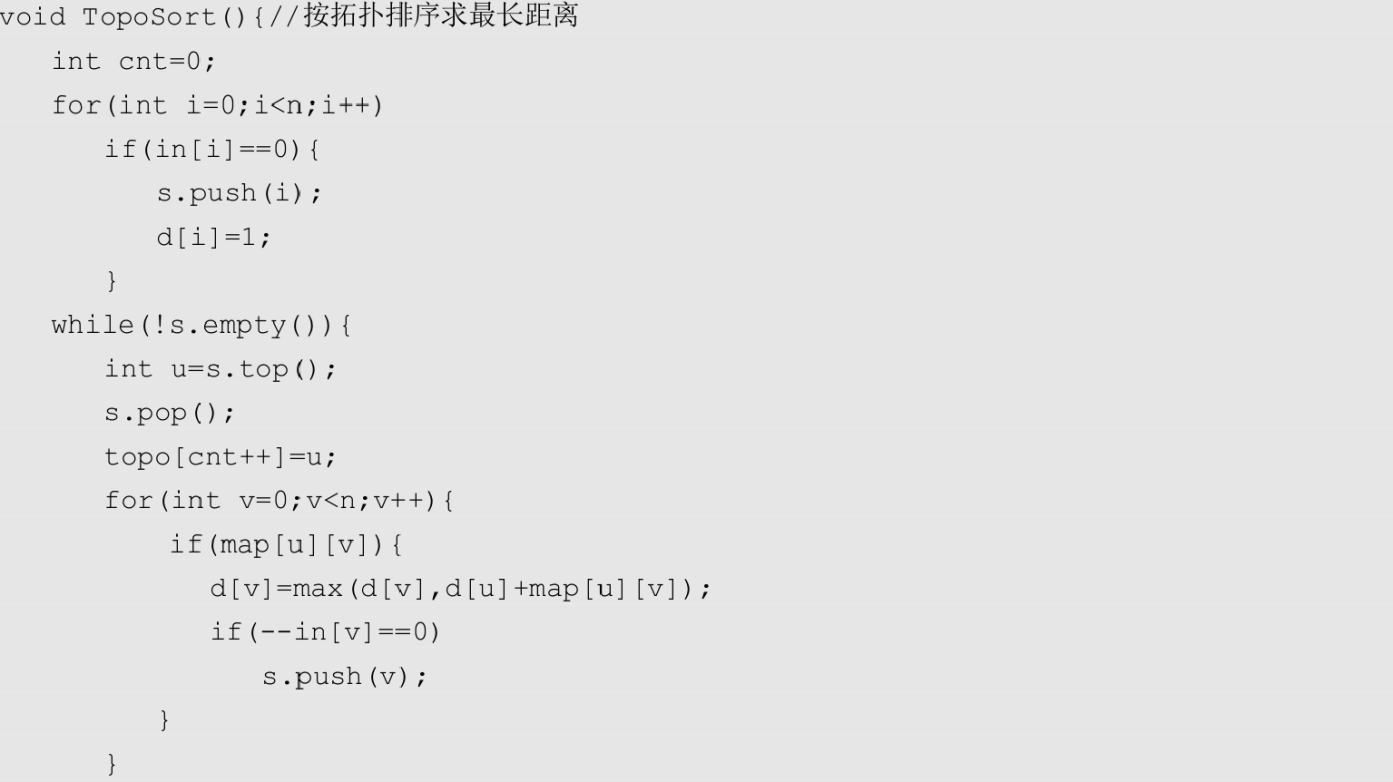 void TopoSort(){//按拓扑排序求最长距离
int cnt=0;
for(int i=0;i<n;i++)
if(in[i]==0){
s.push(i);
d[i]=1;
}
while(!s.empty()){
int u=s.top();
s.pop();
topo[cnt++]=u;
for(int v=0;v<n;v++){
if(map[u][v]){
d[v]=max(d[v],d[u]+map[u][v]);
if(--in[v]==0)
s.push(v);
}
}